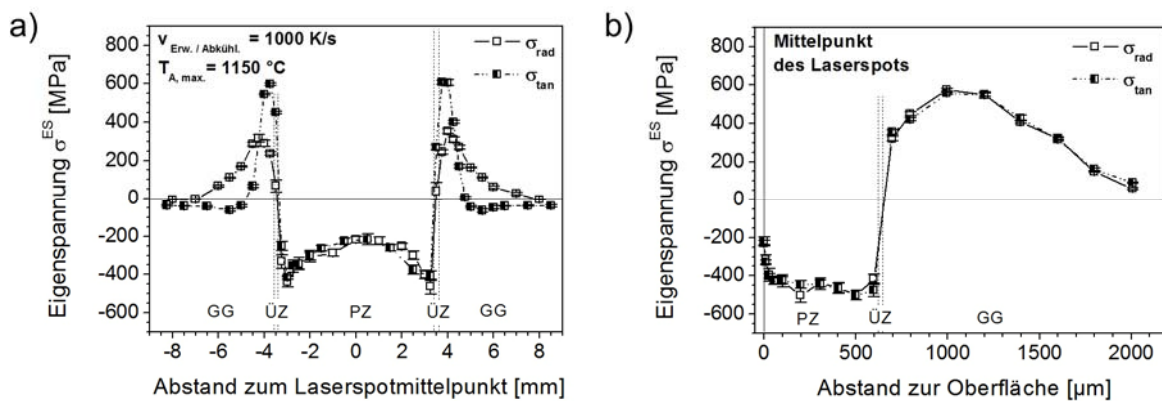 a)
v Erw. / Abkühl. = 1000 K/s
T A, max. = 1150 °C
σ rad
σ tan
Eigenspannung σ ES [MPa]
800
600
400
200
0
-200
-400
-600
GG
ÜZ
PZ
ÜZ
GG
-8 -6 -4 -2 0 2 4 6 8
Abstand zum Laserspotmittelpunkt [mm]
b)
Mittelpunkt
des Laserspots
σ rad
σ tan
Eigenspannung σ ES [MPa]
800
600
400
200
0
-200
-400
-600
PZ
ÜZ
GG
0 500 1000 1500 2000
Abstand zur Oberfläche [µm]